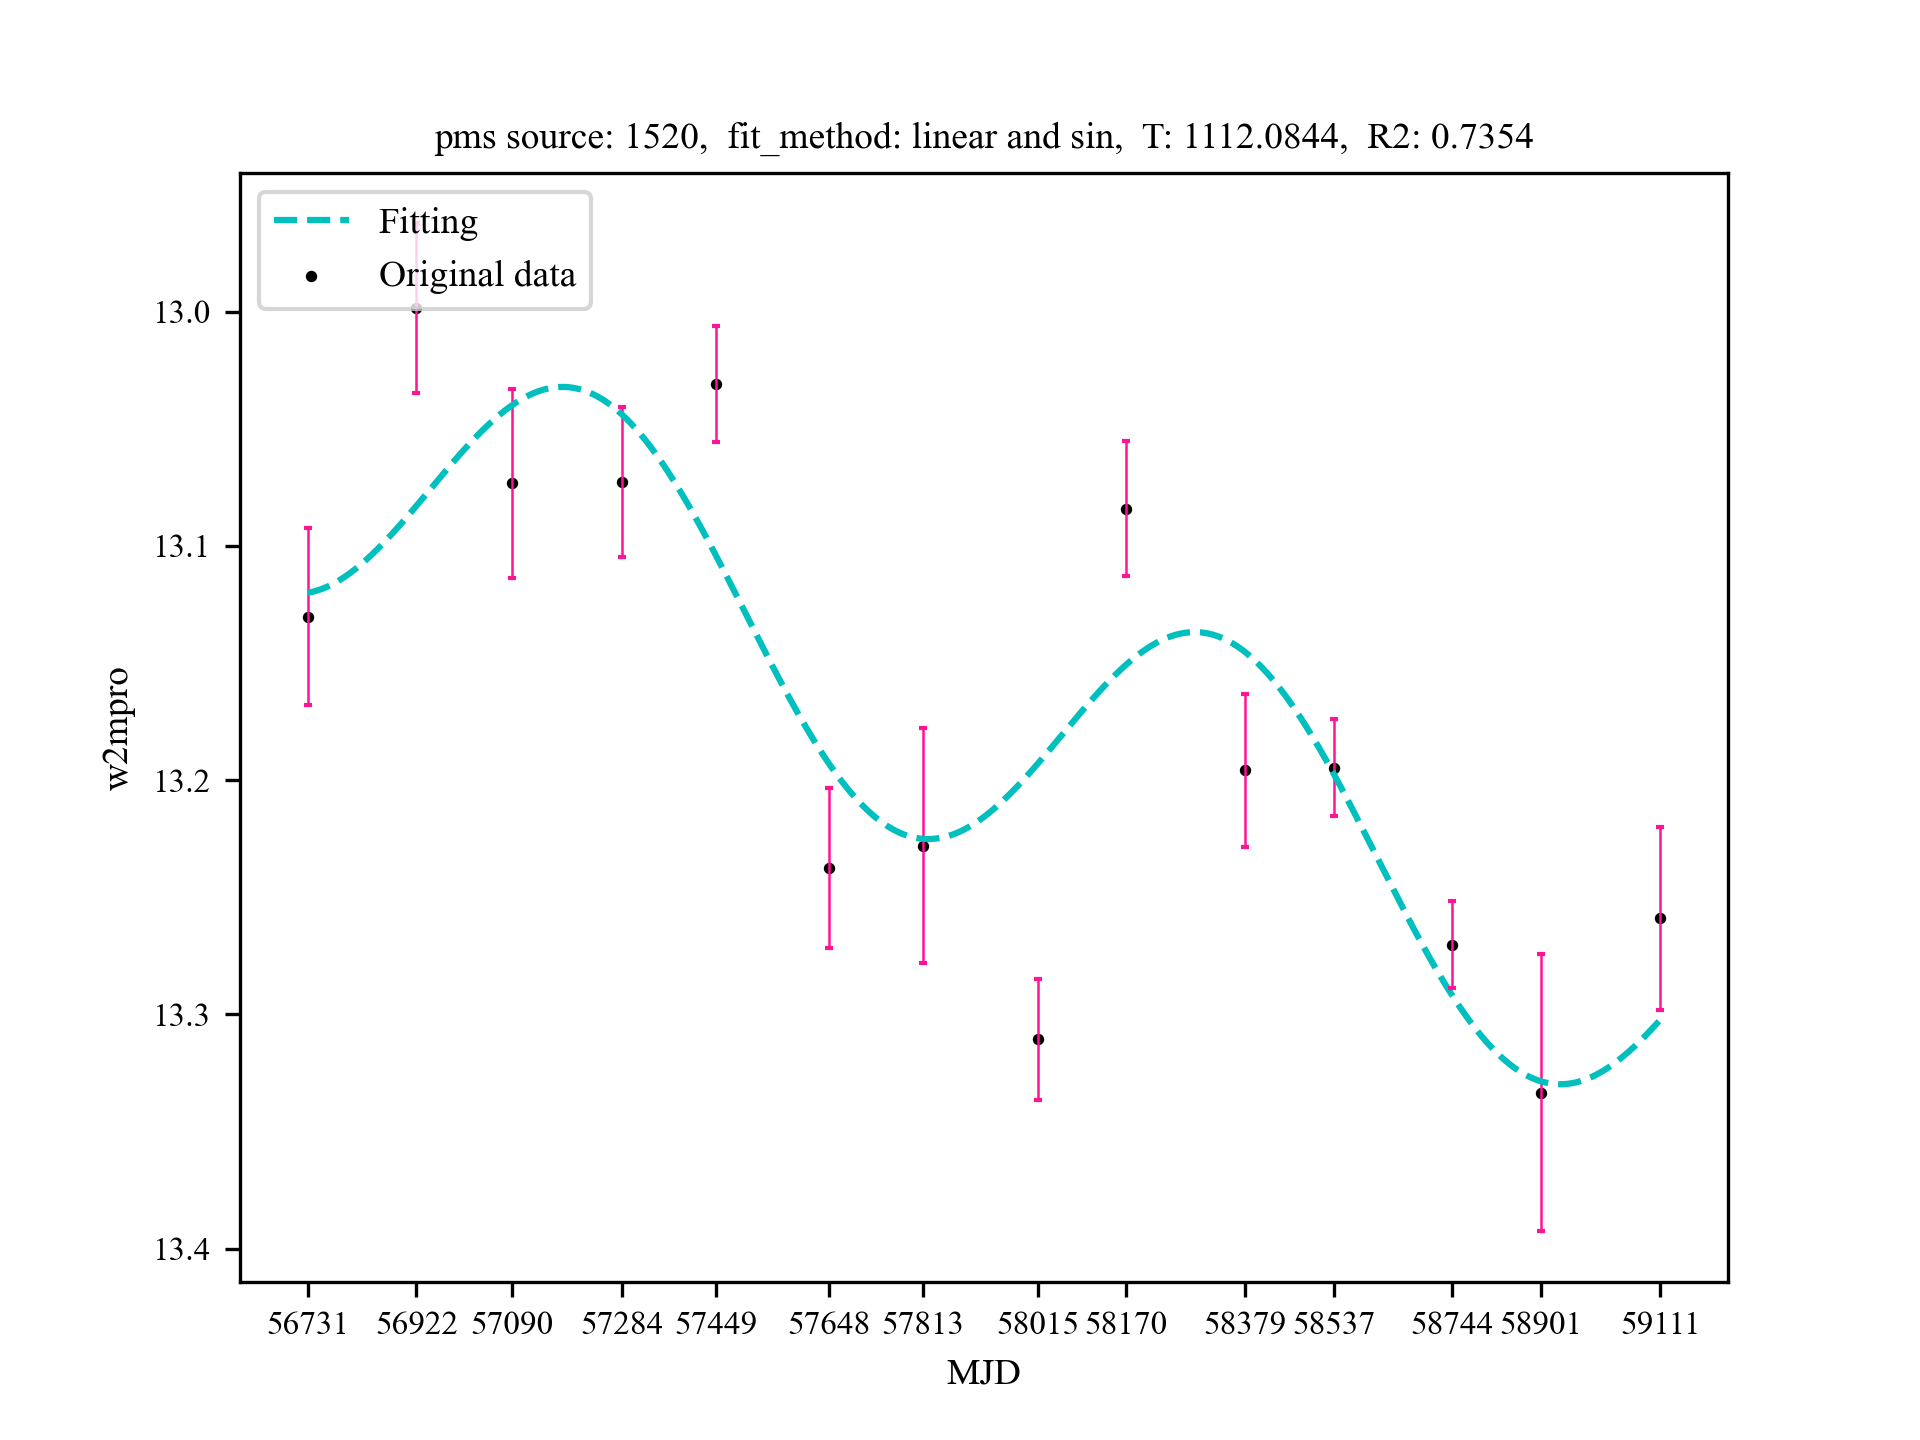 pms source: 1520, fit_method: linear and sin, T: 1112.0844, R2: 0.7354
Fitting
Original data
13.0
13.1
13.2
13.3
13.4
w2mpro
56731 56922 57090 57284 57449 57648 57813 58015 58170 58379 58537 58744 58901 59111
MJD